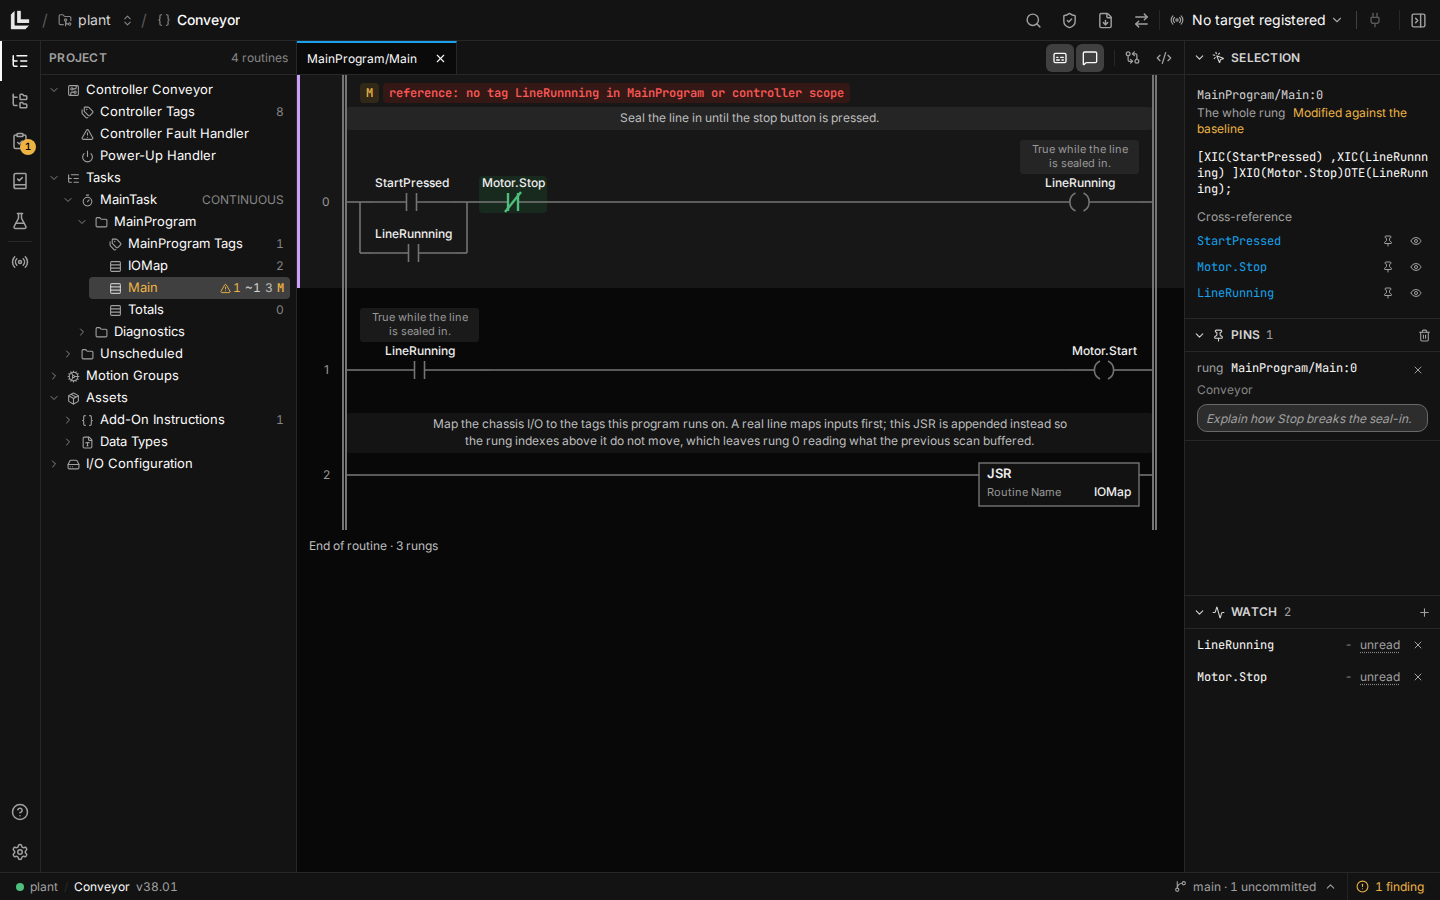 / plant / Conveyor
No target registered
PROJECT 4 routines
MainProgram/Main
SELECTION
Controller Conveyor
Controller Tags 8
Controller Fault Handler
Power-Up Handler
Tasks
MainTask CONTINUOUS
MainProgram
MainProgram Tags 1
IOMap 2
Main 1 ~1 3 M
Totals 0
Diagnostics
Unscheduled
Motion Groups
Assets
Add-On Instructions 1
Data Types
I/O Configuration
1
M reference: no tag LineRunnning in MainProgram or controller scope
Seal the line in until the stop button is pressed.
True while the line
is sealed in.
StartPressed Motor.Stop LineRunning
0
LineRunnning
True while the line
is sealed in.
LineRunning Motor.Start
1
Map the chassis I/O to the tags this program runs on. A real line maps inputs first; this JSR is appended instead so
the rung indexes above it do not move, which leaves rung 0 reading what the previous scan buffered.
2
JSR
Routine Name IOMap
End of routine · 3 rungs
MainProgram/Main:0
The whole rung Modified against the
baseline
[XIC(StartPressed) ,XIC(LineRunnn
ing) ]XIO(Motor.Stop)OTE(LineRunn
ing);
Cross-reference
StartPressed
Motor.Stop
LineRunning
PINS 1
rung MainProgram/Main:0
Conveyor
Explain how Stop breaks the seal-in.
WATCH 2
LineRunning - unread
Motor.Stop - unread
plant / Conveyor v38.01
main · 1 uncommitted
1 finding